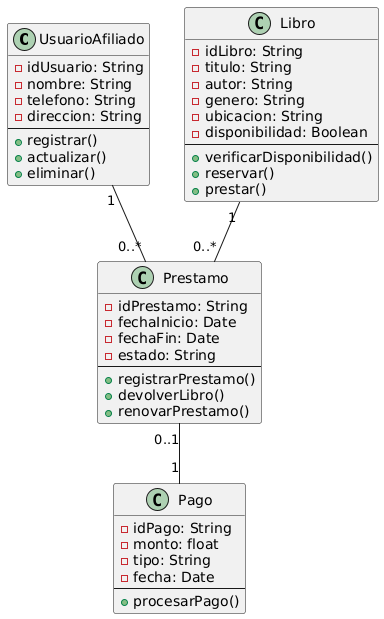 C UsuarioAfiliado
idUsuario: String
nombre: String
telefono: String
direccion: String
registrar()
actualizar()
eliminar()
C Libro
idLibro: String
titulo: String
autor: String
genero: String
ubicacion: String
disponibilidad: Boolean
verificarDisponibilidad()
reservar()
prestar()
1
0..*
1
0..*
C Prestamo
idPrestamo: String
fechaInicio: Date
fechaFin: Date
estado: String
registrarPrestamo()
devolverLibro()
renovarPrestamo()
0..1
1
C Pago
idPago: String
monto: float
tipo: String
fecha: Date
procesarPago()